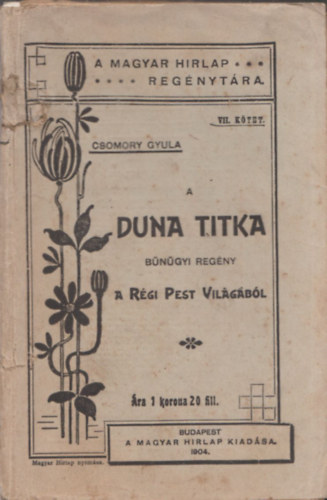 A MAGYAR HIRLAP
REGÉNYTÁRA.
VII. KÖTET.
CSOMORY GYULA
A
DUNA TITKA
BŰNÜGYI REGÉNY
A RÉGI PEST VILÁGÁBÓL
Ára 1 korona 20 fill.
BUDAPEST
A MAGYAR HIRLAP KIADÁSA.
1904.
Magyar Hirlap nyomása.